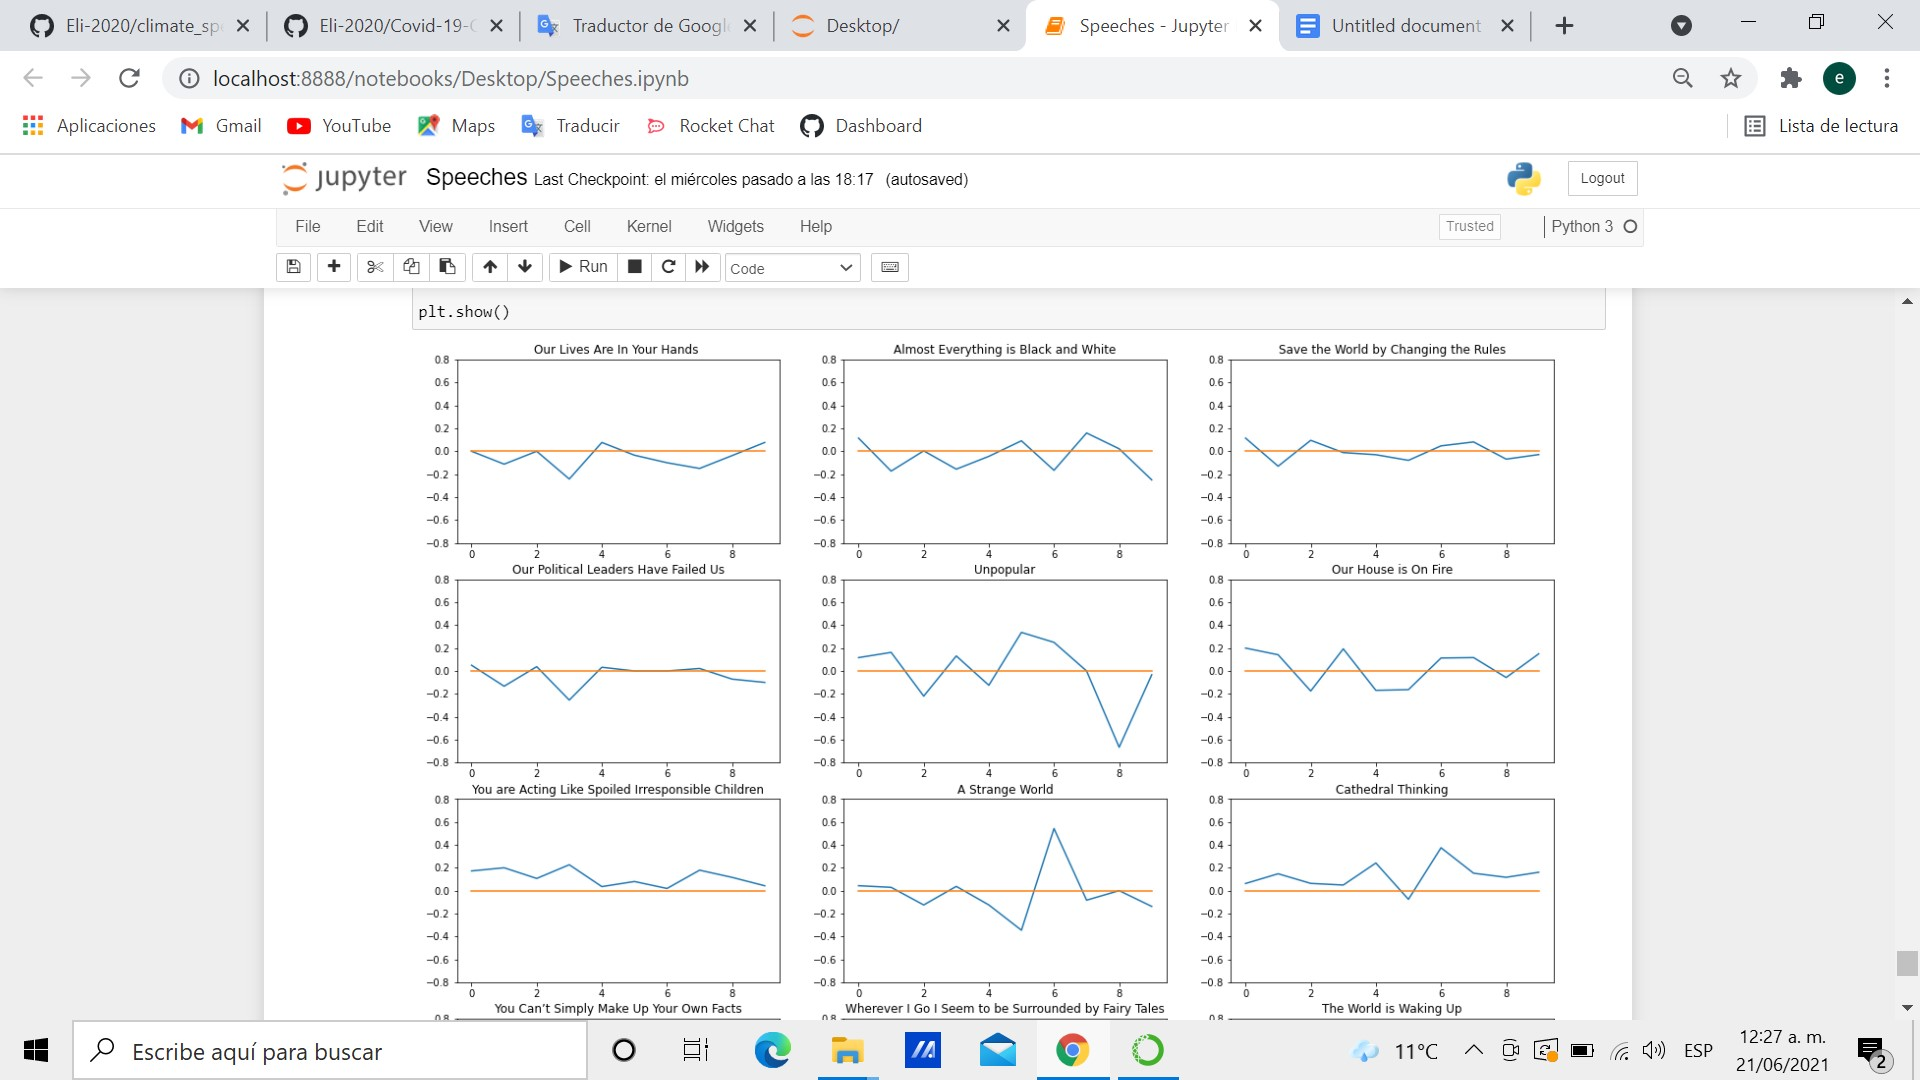 Eli-2020/climate_sp
Eli-2020/Covid-19-C
Traductor de Googl
Desktop/
Speeches - Jupyter
Untitled document
localhost:8888/notebooks/Desktop/Speeches.ipynb
e
Aplicaciones
Gmail
YouTube
Maps
Traducir
Rocket Chat
Dashboard
Lista de lectura
jupyter
Speeches Last Checkpoint: el miércoles pasado a las 18:17 (autosaved)
Logout
File Edit View Insert Cell Kernel Widgets Help
Trusted
Python 3
Run
Code
plt.show()
Our Lives Are In Your Hands
0.8
0.6
0.4
0.2
0.0
−0.2
−0.4
−0.6
−0.8
0 2 4 6 8
Almost Everything is Black and White
0.8
0.6
0.4
0.2
0.0
−0.2
−0.4
−0.6
−0.8
0 2 4 6 8
Save the World by Changing the Rules
0.8
0.6
0.4
0.2
0.0
−0.2
−0.4
−0.6
−0.8
0 2 4 6 8
Our Political Leaders Have Failed Us
0.8
0.6
0.4
0.2
0.0
−0.2
−0.4
−0.6
−0.8
0 2 4 6 8
Unpopular
0.8
0.6
0.4
0.2
0.0
−0.2
−0.4
−0.6
−0.8
0 2 4 6 8
Our House is On Fire
0.8
0.6
0.4
0.2
0.0
−0.2
−0.4
−0.6
−0.8
0 2 4 6 8
You are Acting Like Spoiled Irresponsible Children
0.8
0.6
0.4
0.2
0.0
−0.2
−0.4
−0.6
−0.8
0 2 4 6 8
A Strange World
0.8
0.6
0.4
0.2
0.0
−0.2
−0.4
−0.6
−0.8
0 2 4 6 8
Cathedral Thinking
0.8
0.6
0.4
0.2
0.0
−0.2
−0.4
−0.6
−0.8
0 2 4 6 8
You Can’t Simply Make Up Your Own Facts
0.8
Wherever I Go I Seem to be Surrounded by Fairy Tales
0.8
The World is Waking Up
0.8
Escribe aquí para buscar
11°C
ESP
12:27 a. m.
21/06/2021
2